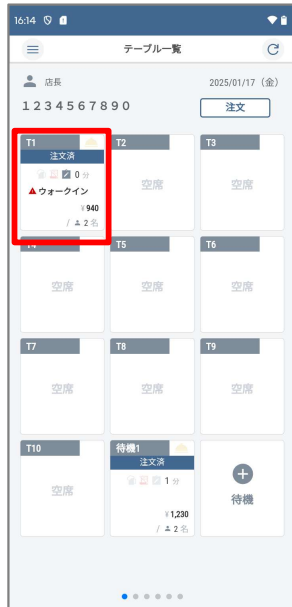 16:14
テーブル一覧
店長
2025/01/17（金）
1234567890
注文
T1
注文済
0 分
ウォークイン
¥940
/ 2 名
T2
空席
T3
空席
T4
空席
T5
空席
T6
空席
T7
空席
T8
空席
T9
空席
T10
空席
待機1
注文済
1 分
¥1,230
/ 2 名
待機